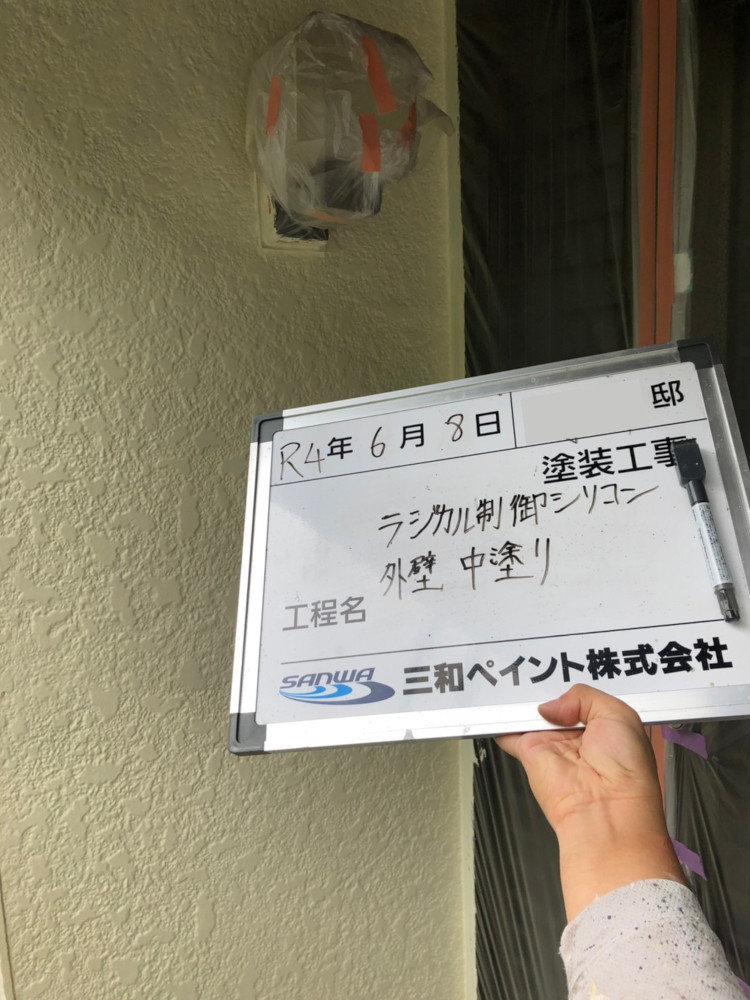 R4年 6月 8日 邸
塗装工事
ラジカル制御シリコン
外壁 中塗り
工程名
SANWA 三和ペイント株式会社